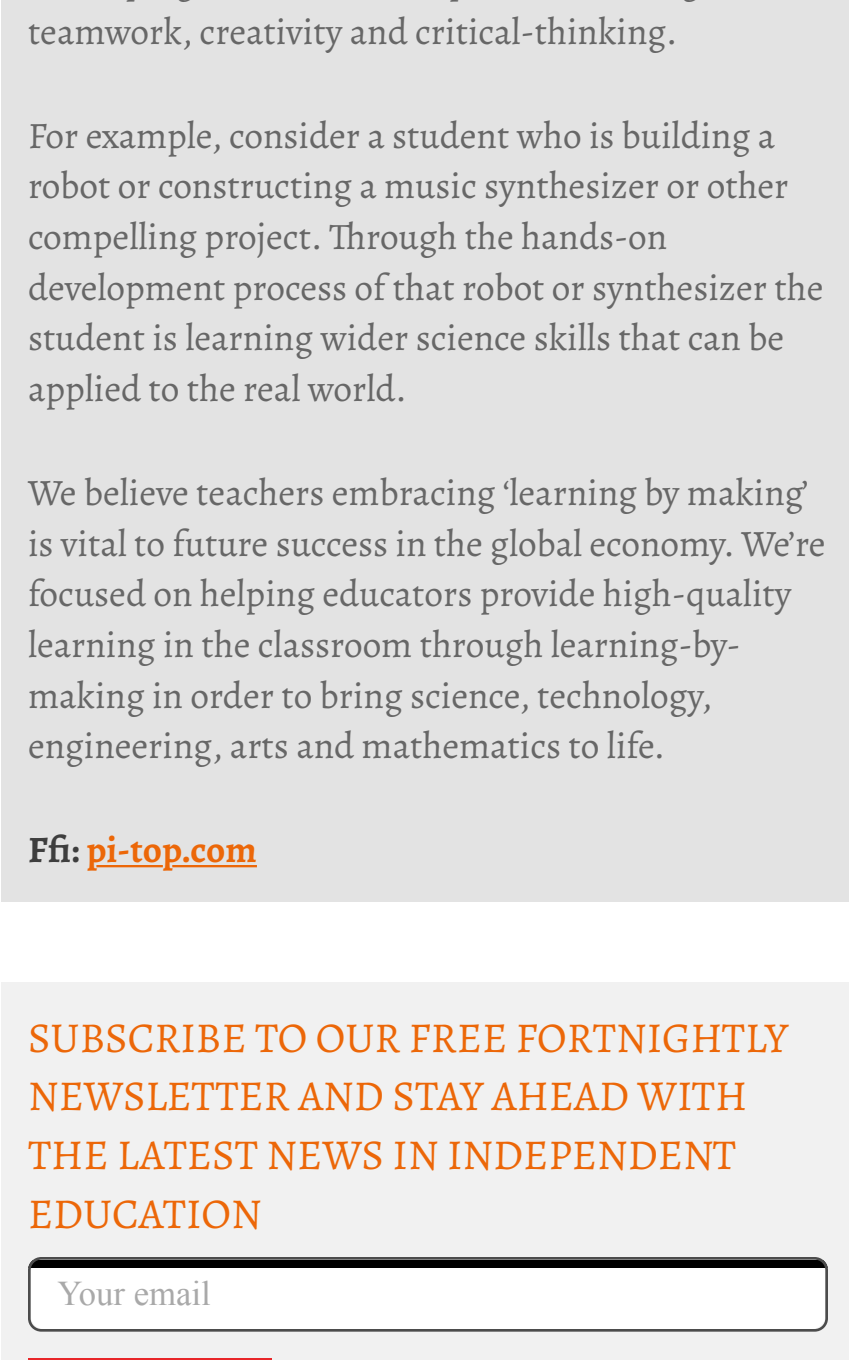 teamwork, creativity and critical-thinking.
For example, consider a student who is building a
robot or constructing a music synthesizer or other
compelling project. Through the hands-on
development process of that robot or synthesizer the
student is learning wider science skills that can be
applied to the real world.
We believe teachers embracing ‘learning by making’
is vital to future success in the global economy. We’re
focused on helping educators provide high-quality
learning in the classroom through learning-by-
making in order to bring science, technology,
engineering, arts and mathematics to life.
Ffi: pi-top.com
SUBSCRIBE TO OUR FREE FORTNIGHTLY
NEWSLETTER AND STAY AHEAD WITH
THE LATEST NEWS IN INDEPENDENT
EDUCATION
Your email